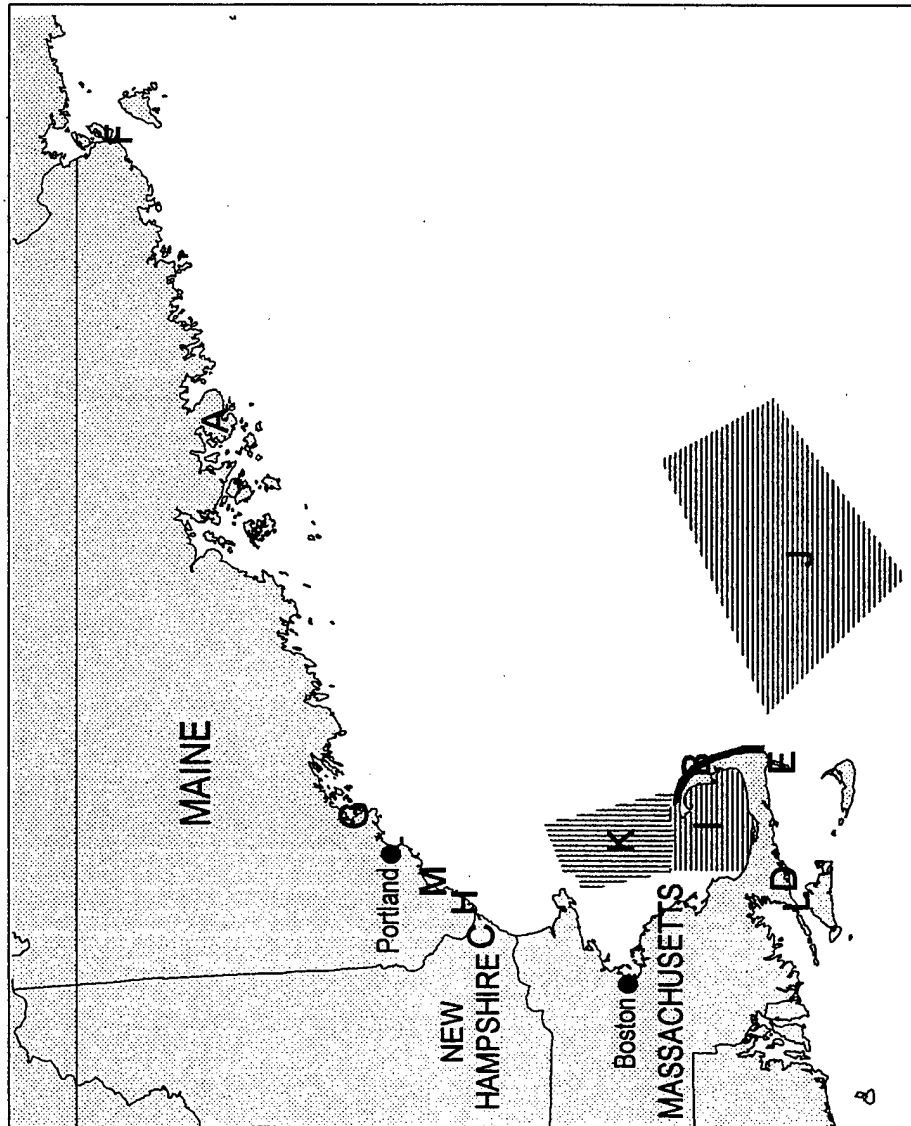 F
MAINE
A
G
Portland
M
NEW
H
HAMPSHIRE
C
K
Boston
MASSACHUSETTS
B
I
D
E
L
J